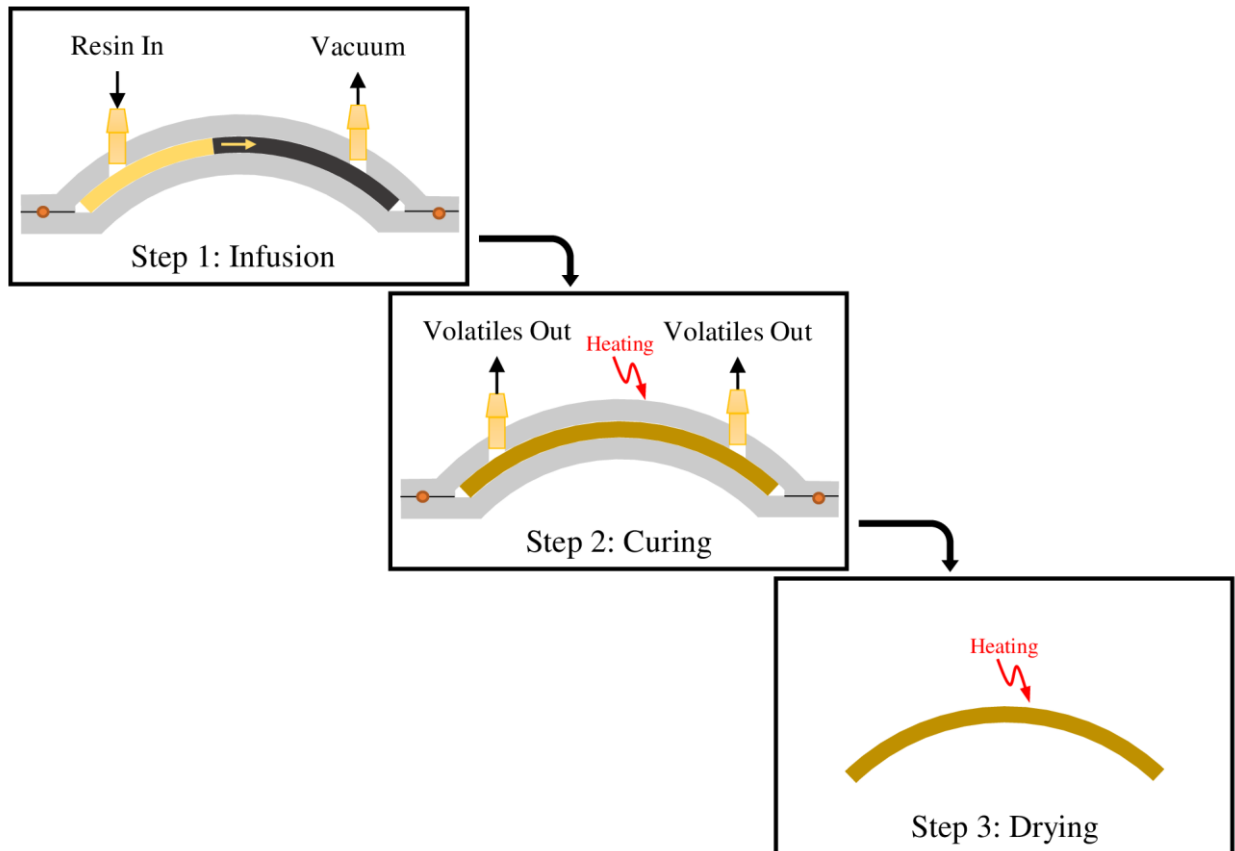 Resin In
Vacuum
Step 1: Infusion
Volatiles Out
Heating
Volatiles Out
Step 2: Curing
Heating
Step 3: Drying